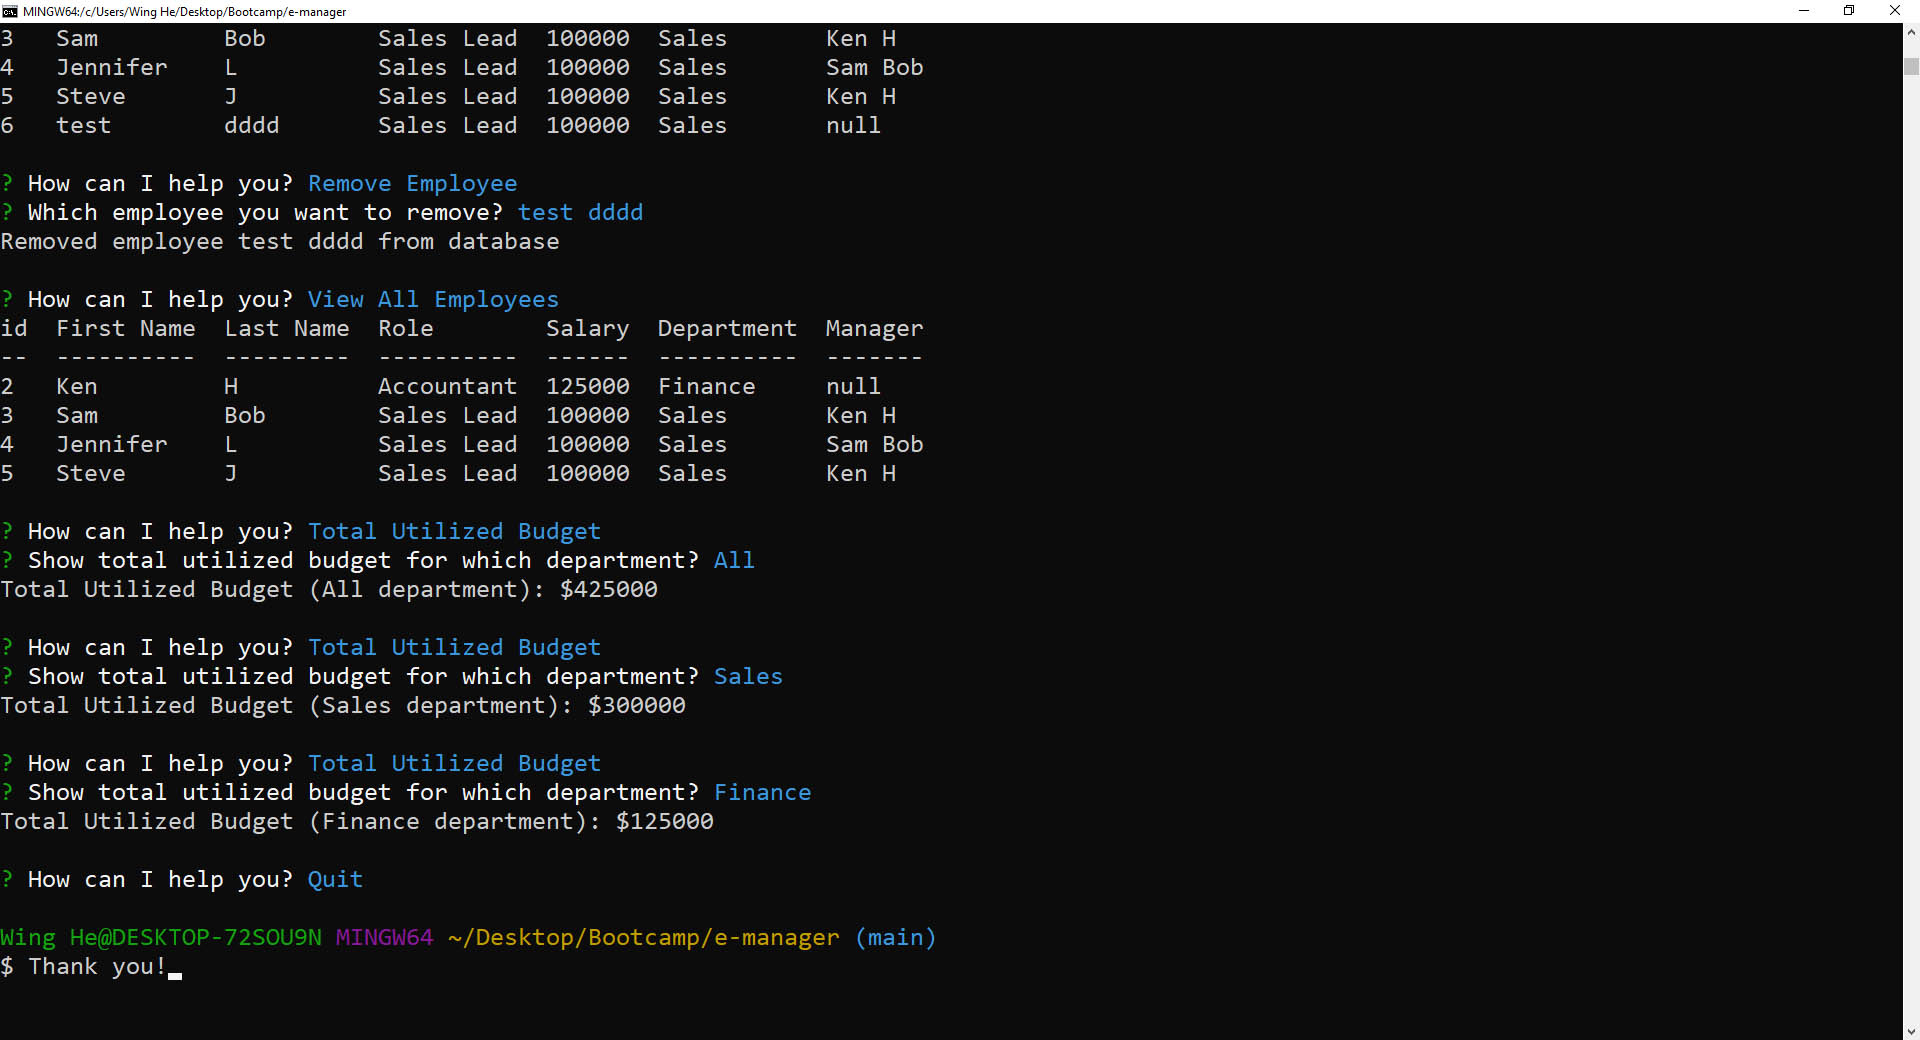 MINGW64:/c/Users/Wing He/Desktop/Bootcamp/e-manager
3   Sam         Bob        Sales Lead  100000  Sales       Ken H
4   Jennifer    L          Sales Lead  100000  Sales       Sam Bob
5   Steve       J          Sales Lead  100000  Sales       Ken H
6   test        dddd       Sales Lead  100000  Sales       null
? How can I help you? Remove Employee
? Which employee you want to remove? test dddd
Removed employee test dddd from database
? How can I help you? View All Employees
id  First Name  Last Name  Role        Salary  Department  Manager
--  ----------  ---------  ----------  ------  ----------  -------
2   Ken         H          Accountant  125000  Finance     null
3   Sam         Bob        Sales Lead  100000  Sales       Ken H
4   Jennifer    L          Sales Lead  100000  Sales       Sam Bob
5   Steve       J          Sales Lead  100000  Sales       Ken H
? How can I help you? Total Utilized Budget
? Show total utilized budget for which department? All
Total Utilized Budget (All department): $425000
? How can I help you? Total Utilized Budget
? Show total utilized budget for which department? Sales
Total Utilized Budget (Sales department): $300000
? How can I help you? Total Utilized Budget
? Show total utilized budget for which department? Finance
Total Utilized Budget (Finance department): $125000
? How can I help you? Quit
Wing He@DESKTOP-72SOU9N MINGW64 ~/Desktop/Bootcamp/e-manager (main)
$ Thank you!